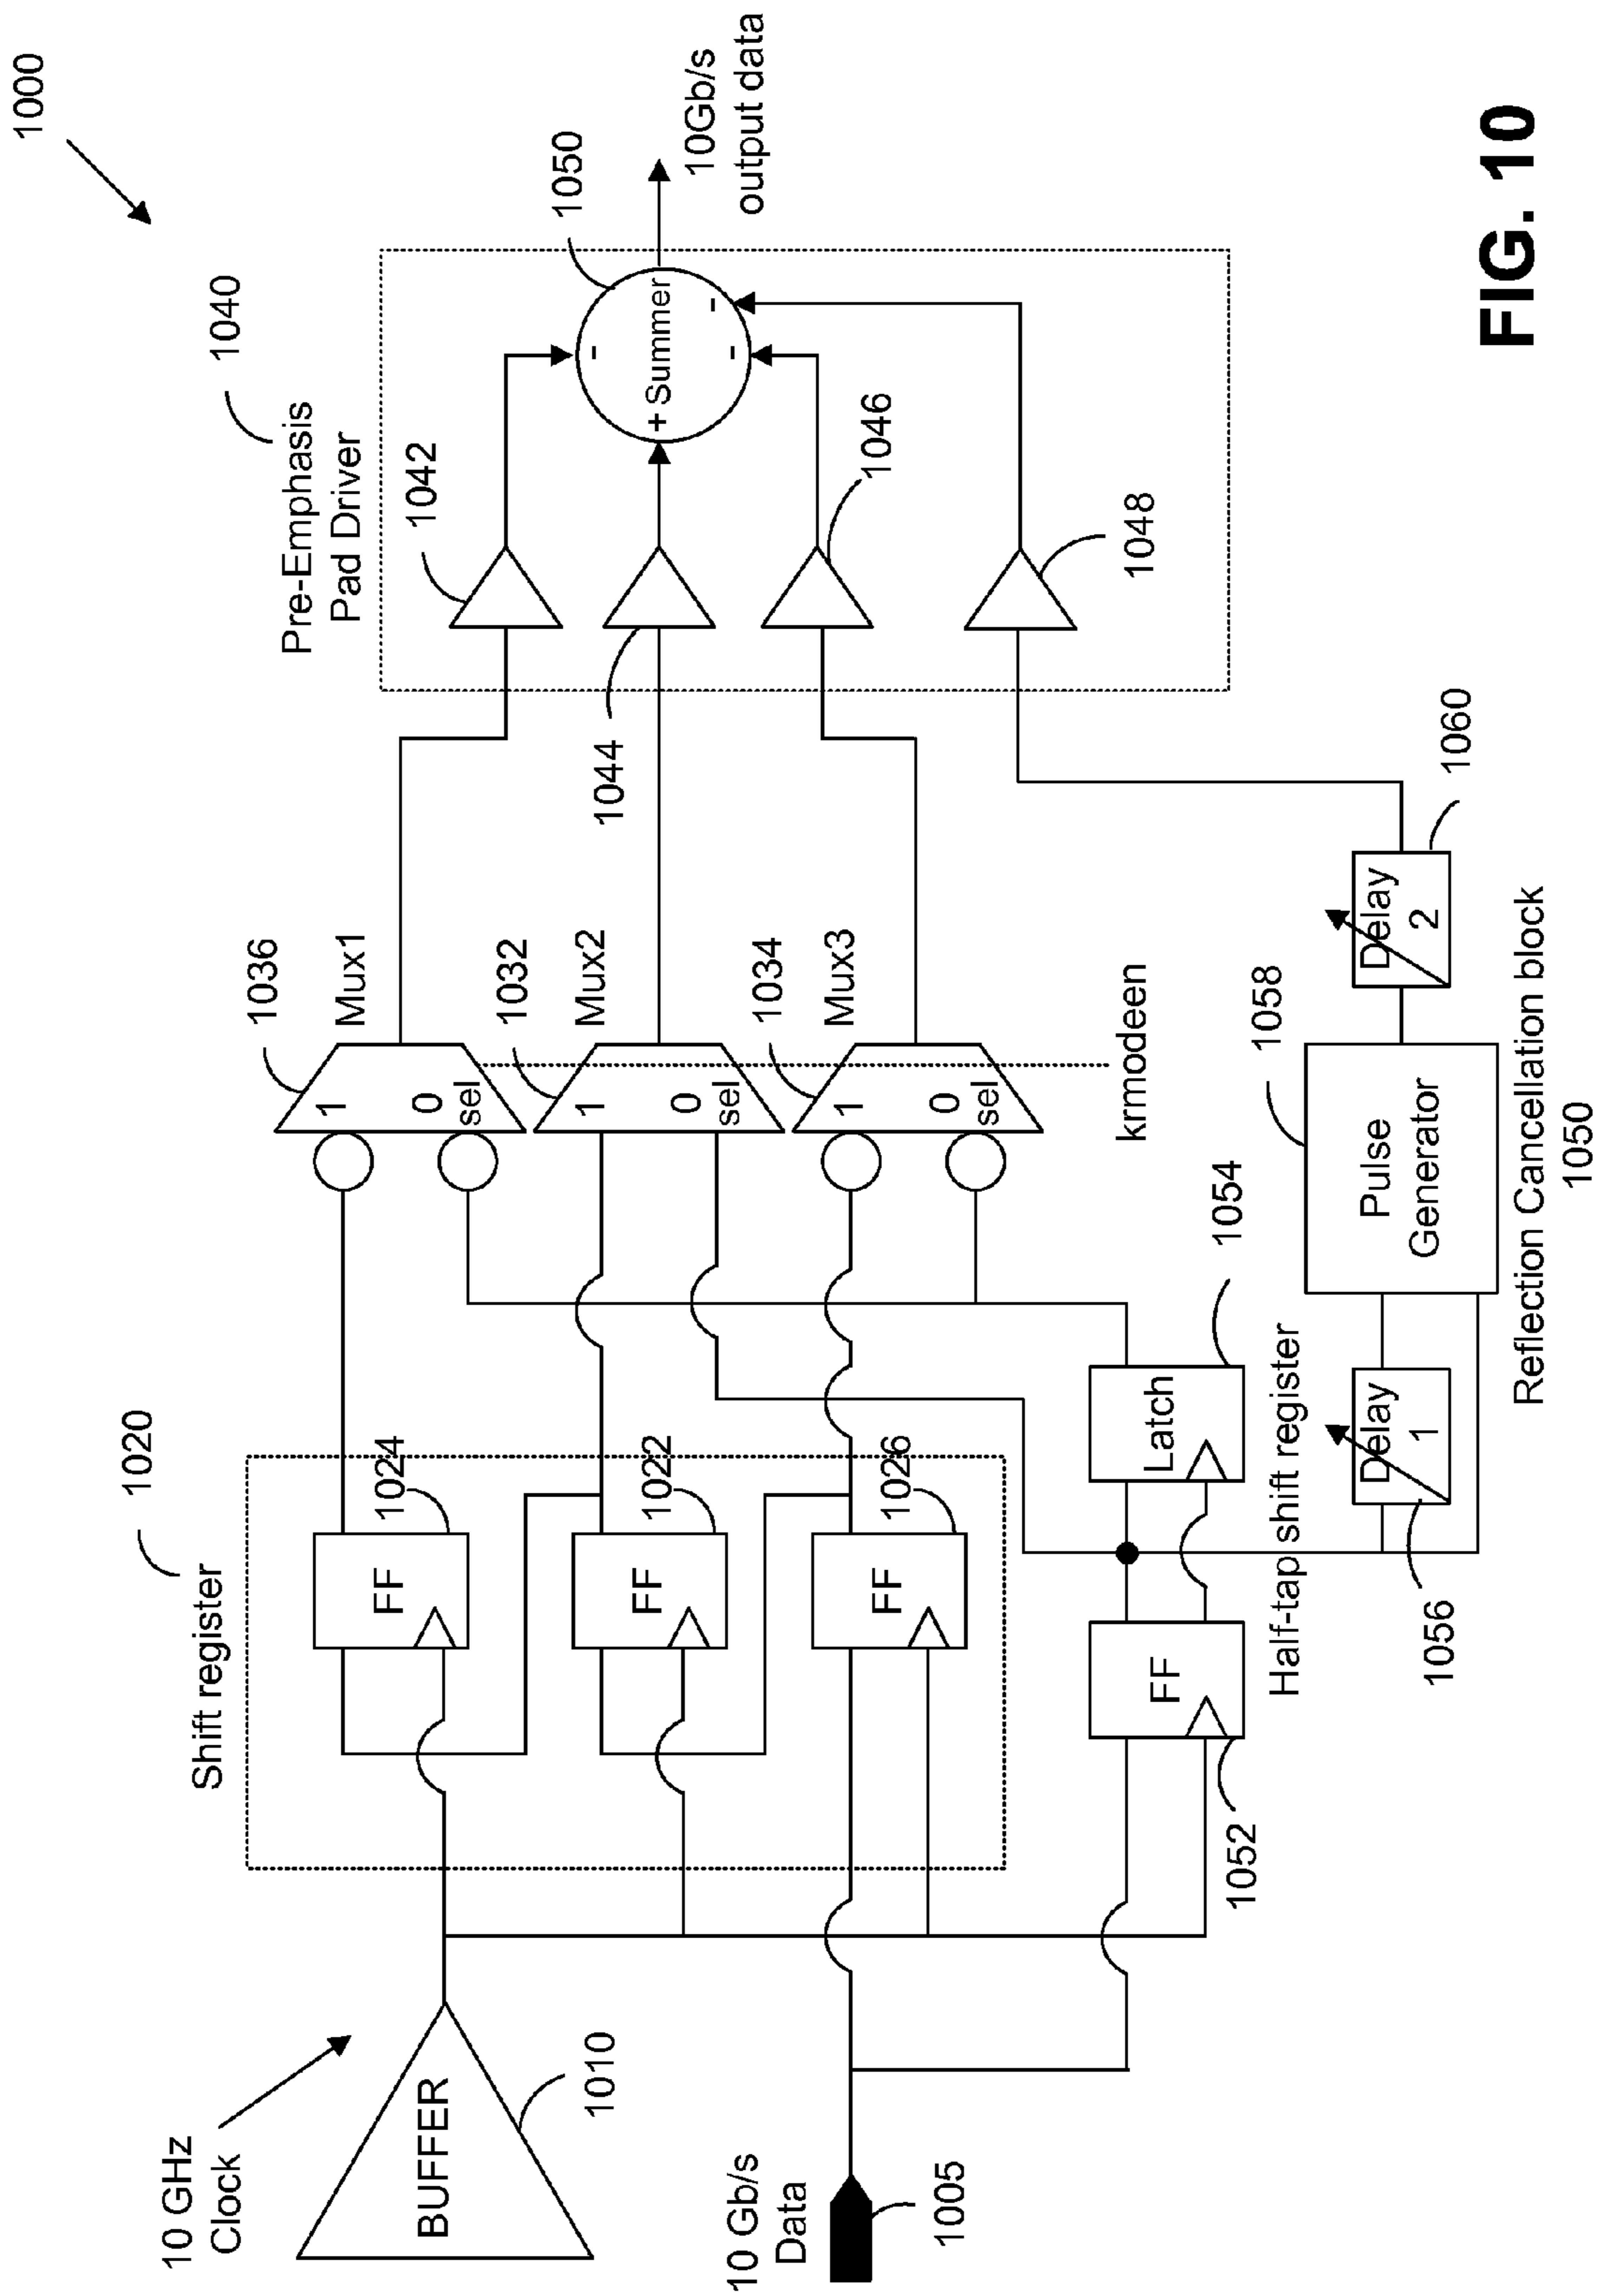 1000
1040
Pre-Emphasis
Pad Driver
1042
1050
+ Summer
-
-
-
10Gb/s
output data
1044
1046
1048
1036
Mux1
1
0
sel
1032
Mux2
1
0
sel
1034
Mux3
1
0
sel
krmodeen
1020
Shift register
FF
1024
FF
1022
FF
1026
10 GHz
Clock
BUFFER
1010
10 Gb/s
Data
1005
FF
1052
Latch
1054
Half-tap shift register
Delay
1
1056
Pulse
Generator
1058
Delay
2
1060
Reflection Cancellation block
1050
FIG. 10